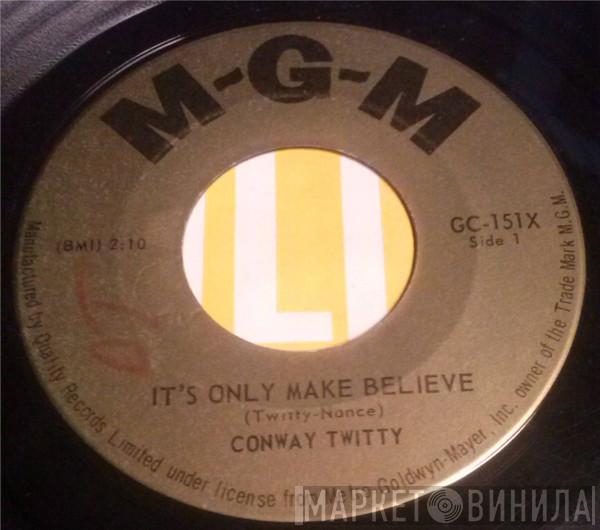 M-G-M
(BMI) 2:10
GC-151X
Side 1
IT'S ONLY MAKE BELIEVE
(Twitty-Nance)
CONWAY TWITTY
Manufactured by Quality Records Limited under license from Metro-Goldwyn-Mayer, Inc. owner of the Trade Mark M.G.M.
МАРКЕТ ВИНИЛА